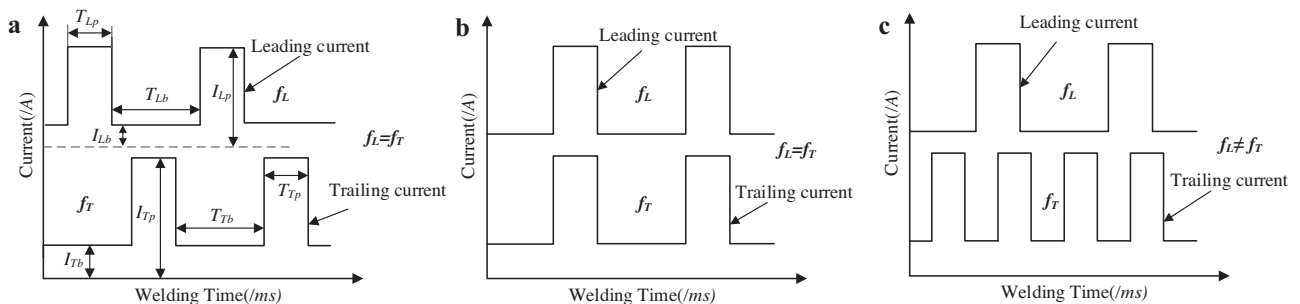 a
T_Lp
Leading current
T_Lb
I_Lp
f_L
I_Lb
f_L=f_T
Current(/A)
T_Tp
Trailing current
f_T
I_Tp
T_Tb
I_Tb
Welding Time(/ms)
b
Leading current
f_L
Current(/A)
f_L=f_T
Trailing current
f_T
Welding Time(/ms)
c
Leading current
f_L
Current(/A)
f_L≠ f_T
Trailing current
f_T
Welding Time(/ms)